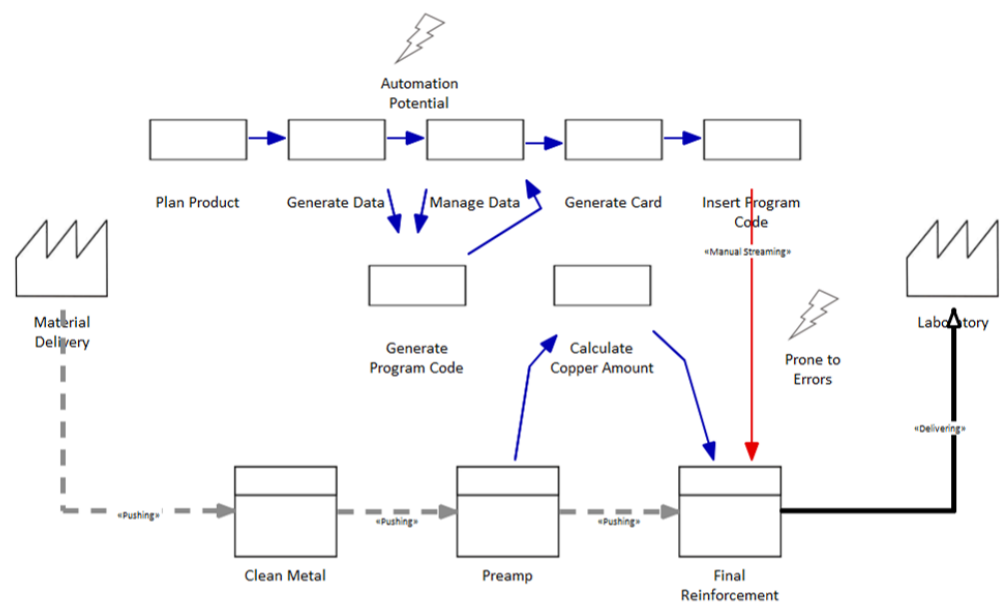 Automation
Potential
Plan Product
Generate Data
Manage Data
Generate Card
Insert Program
Code
«Manual Streaming»
Material
Delivery
Laboratory
Generate
Program Code
Calculate
Copper Amount
Prone to
Errors
«Delivering»
«Pushing»
«Pushing»
«Pushing»
Clean Metal
Preamp
Final
Reinforcement